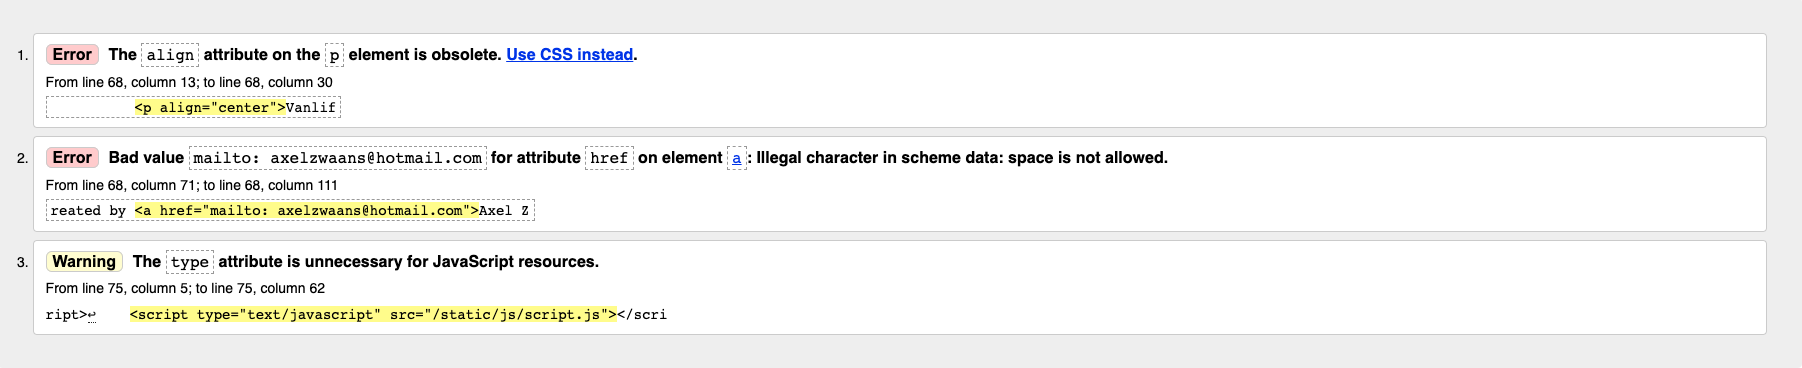 1. Error The align attribute on the p element is obsolete. Use CSS instead.
From line 68, column 13; to line 68, column 30
<p align="center">Vanlif
2. Error Bad value mailto: axelzwaans@hotmail.com for attribute href on element a: Illegal character in scheme data: space is not allowed.
From line 68, column 71; to line 68, column 111
reated by <a href="mailto: axelzwaans@hotmail.com">Axel Z
3. Warning The type attribute is unnecessary for JavaScript resources.
From line 75, column 5; to line 75, column 62
ript>↩ <script type="text/javascript" src="/static/js/script.js"></scri